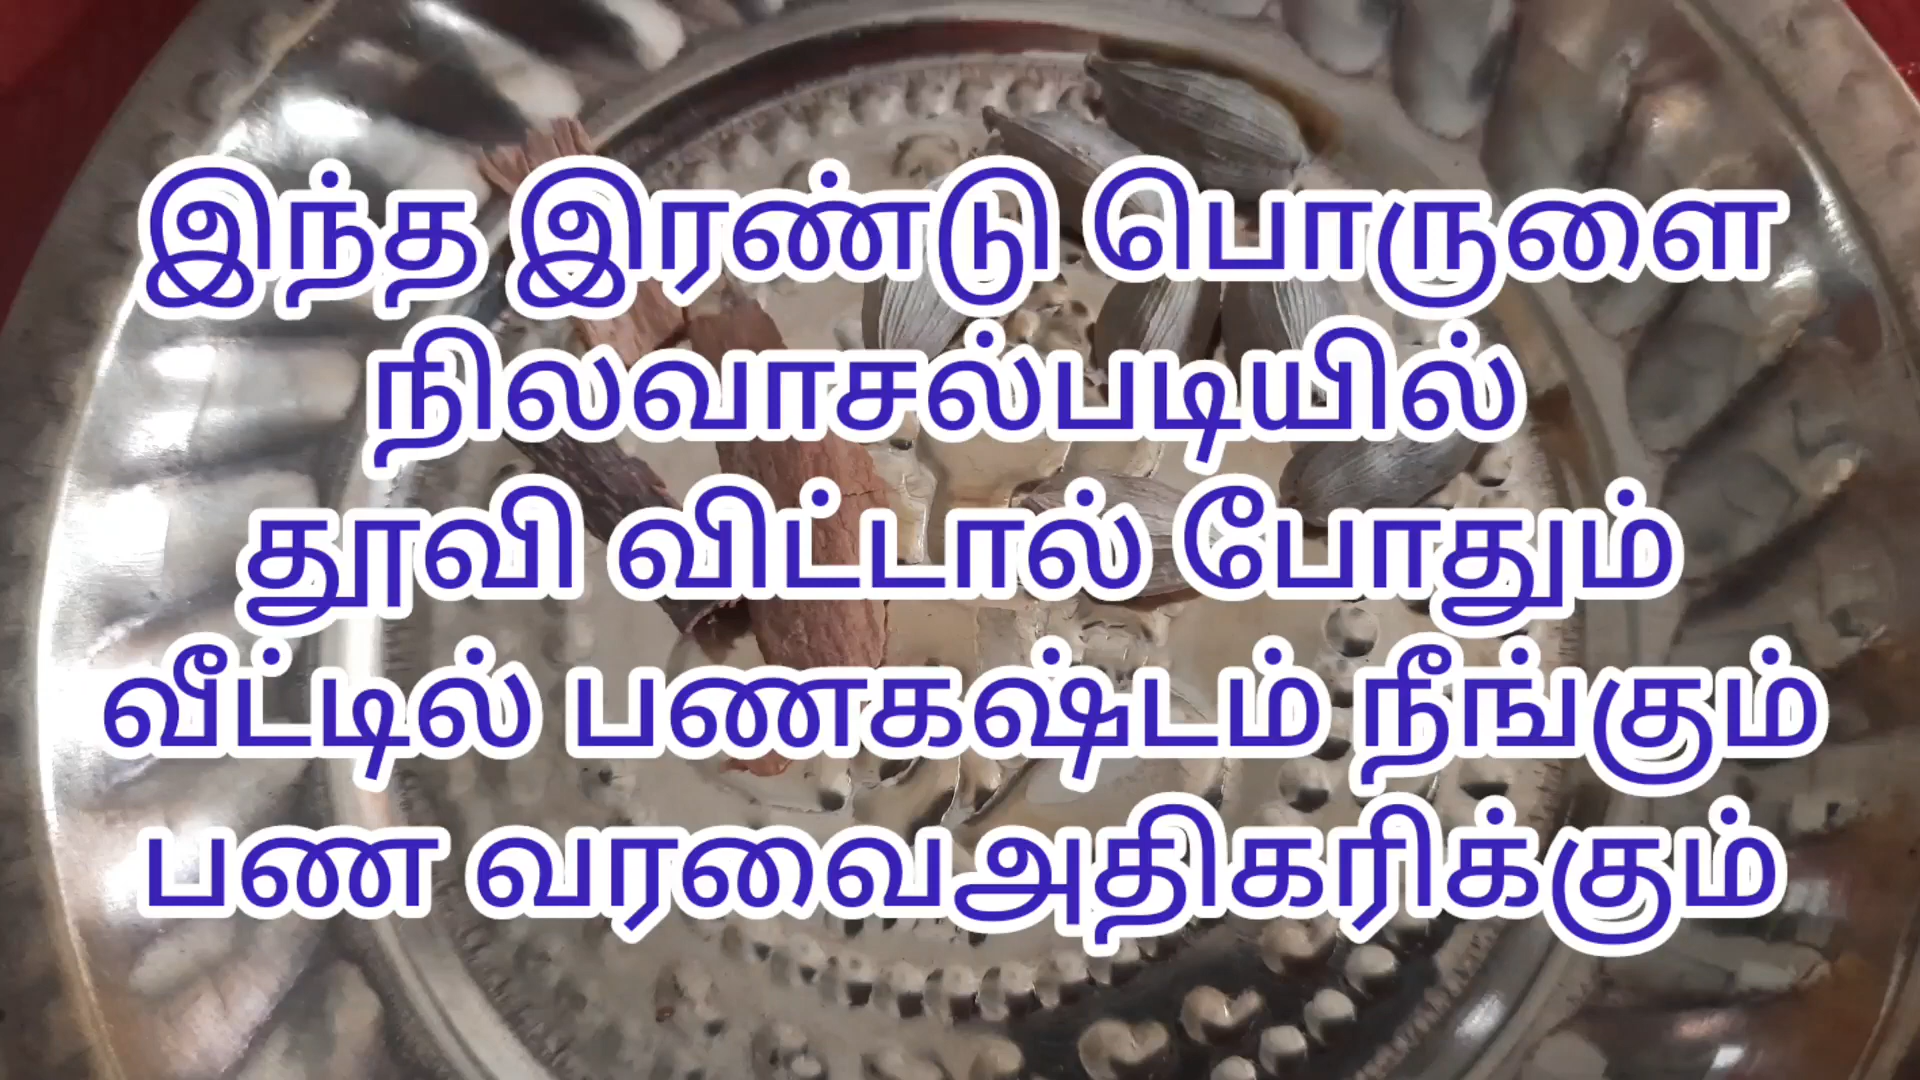 இந்த இரண்டு பொருளை
நிலவாசல்படியில்
தூவி விட்டால் போதும்
வீட்டில் பணகஷ்டம் நீங்கும்
பண வரவைஅதிகரிக்கும்